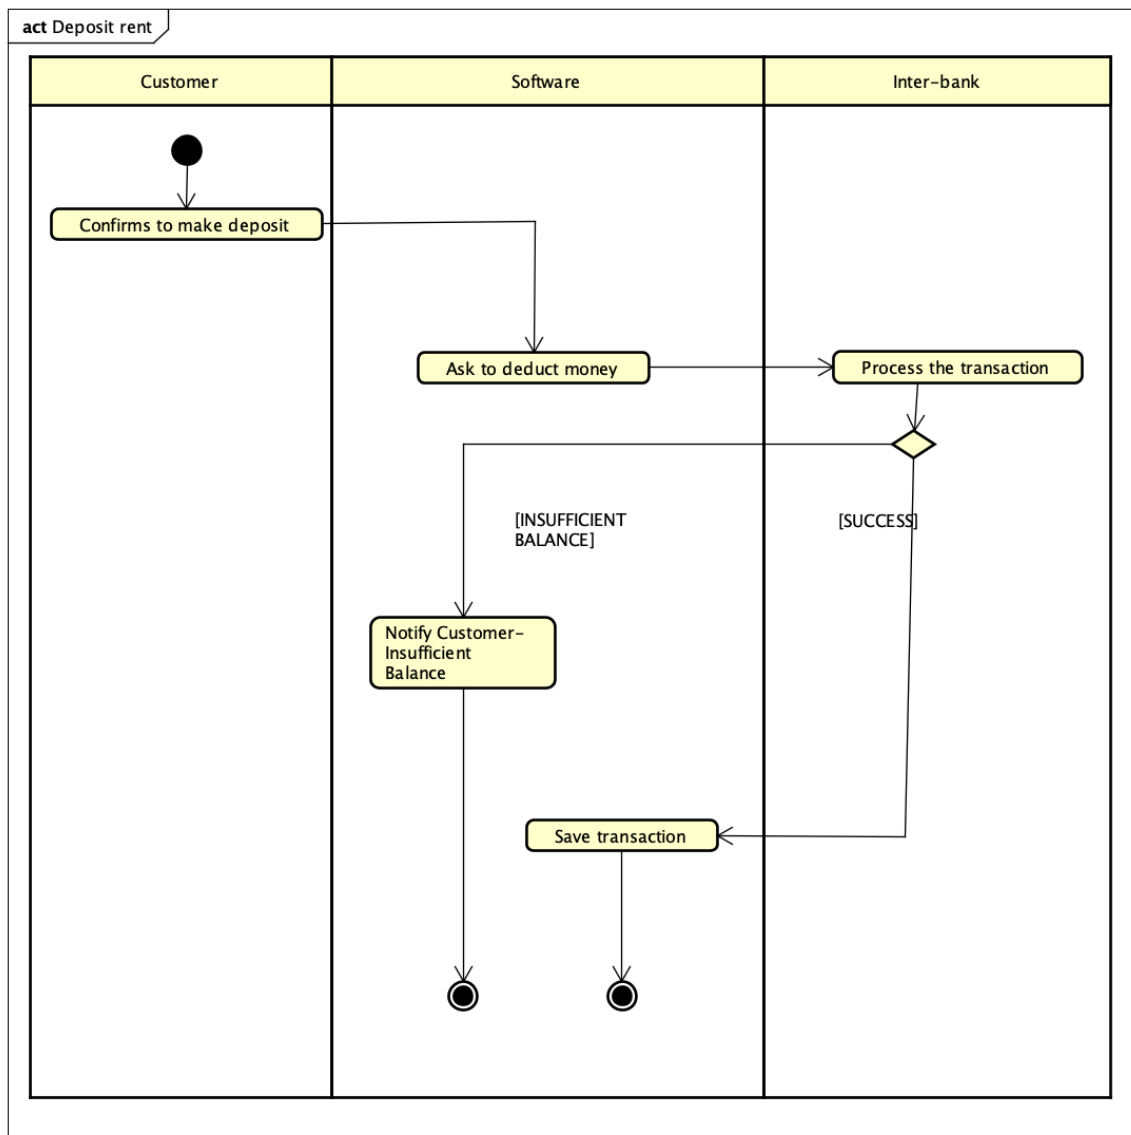 act Deposit rent
Customer
Software
Inter-bank
Confirms to make deposit
Ask to deduct money
Process the transaction
[INSUFFICIENT
BALANCE]
[SUCCESS]
Notify Customer-
Insufficient
Balance
Save transaction